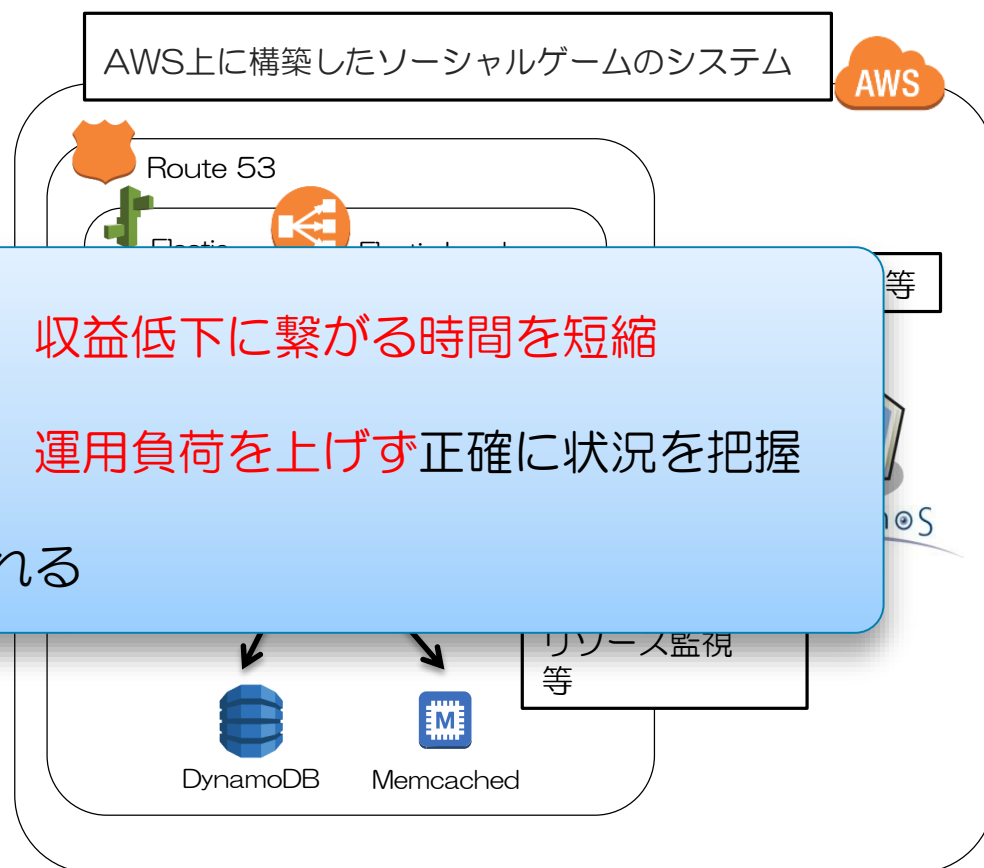 AWS上に構築したソーシャルゲームのシステム
AWS
Route 53
等
収益低下に繋がる時間を短縮
運用負荷を上げず正確に状況を把握
れる
リソース監視
等
M
DynamoDB
Memcached